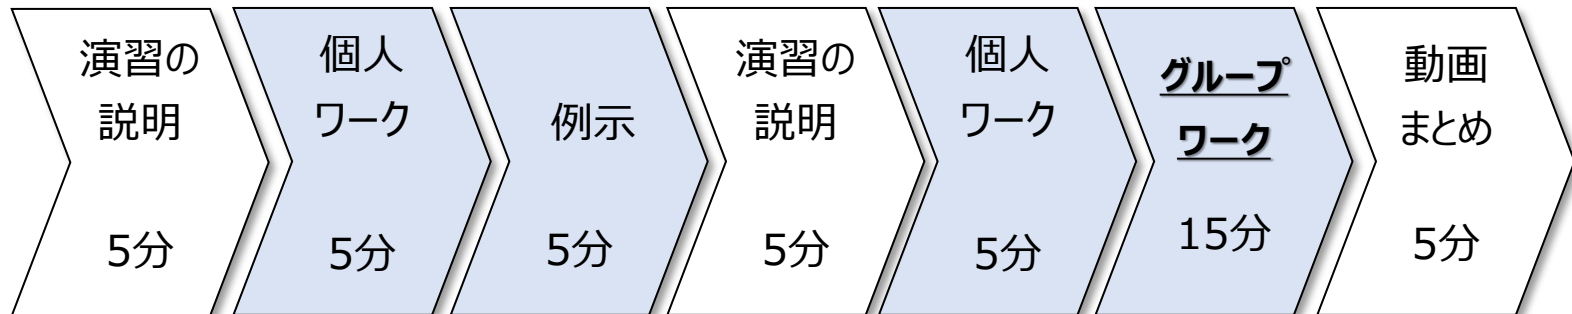 演習の
説明
5分
個人
ワーク
5分
例示
5分
演習の
説明
5分
個人
ワーク
5分
グループ
ワーク
15分
動画
まとめ
5分